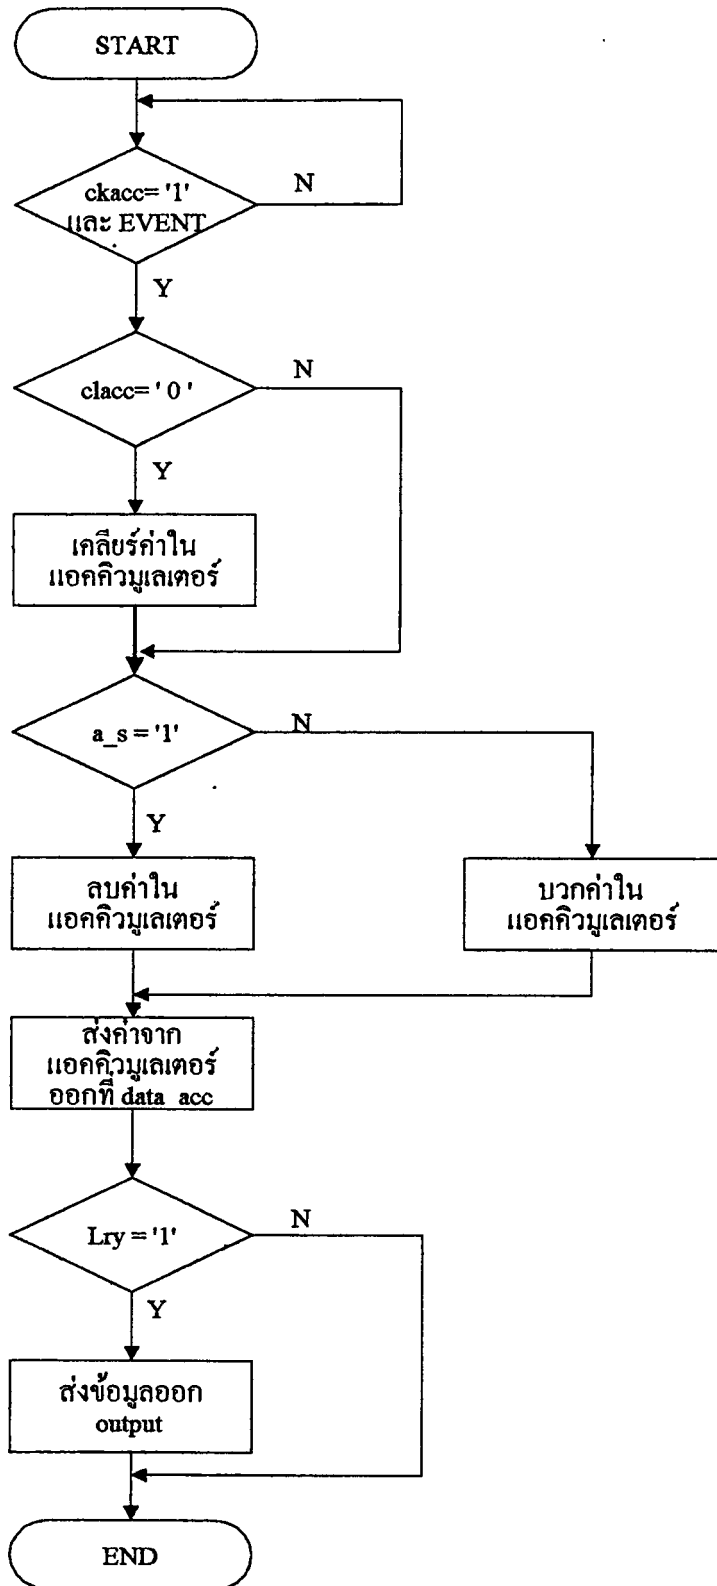 START
ckacc= '1'
และ EVENT
N
Y
clacc= ' 0 '
N
Y
เคลียร์ค่าใน
แอคคิวมูเลเตอร์
a_s = '1'
N
Y
ลบค่าใน
แอคคิวมูเลเตอร์
บวกค่าใน
แอคคิวมูเลเตอร์
ส่งค่าจาก
แอคคิวมูเลเตอร์
ออกที่ data_acc
Lry = '1'
N
Y
ส่งข้อมูลออก
output
END